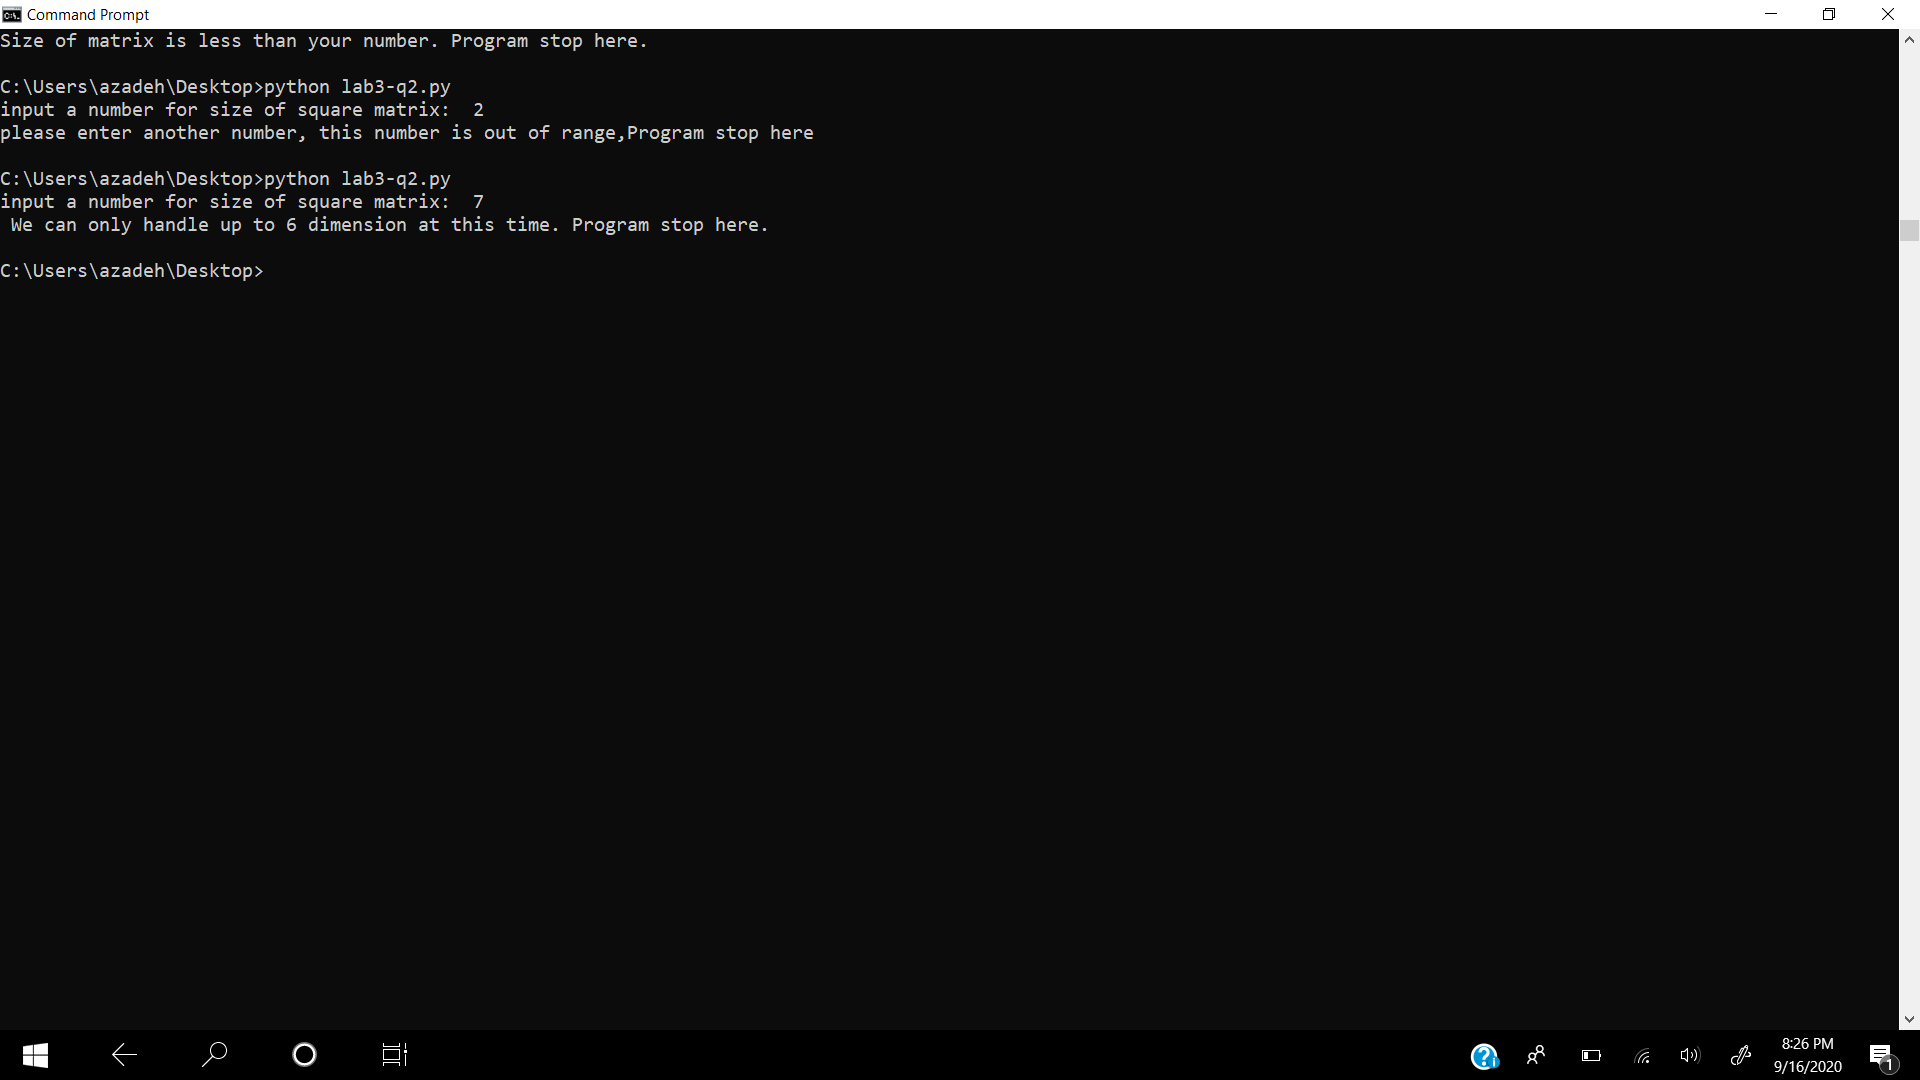 Command Prompt
Size of matrix is less than your number. Program stop here.
C:\Users\azadeh\Desktop>python lab3-q2.py
input a number for size of square matrix:  2
please enter another number, this number is out of range,Program stop here
C:\Users\azadeh\Desktop>python lab3-q2.py
input a number for size of square matrix:  7
 We can only handle up to 6 dimension at this time. Program stop here.
C:\Users\azadeh\Desktop>
8:26 PM
9/16/2020
1